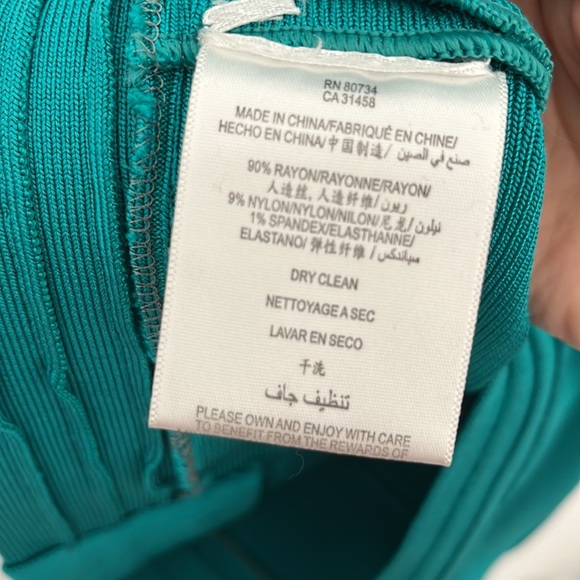 RN 80734
CA 31458
MADE IN CHINA/FABRIQUÉ EN CHINE/
HECHO EN CHINA/中国制造/ صنع في الصين
90% RAYON/RAYONNE/RAYON/
人造丝, 人造纤维/ريون/
9% NYLON/NYLON/NILON/尼龙/نيلون/
1% SPANDEX/ELASTHANNE/
ELASTANO/ 弹性纤维 /سباندكس
DRY CLEAN
NETTOYAGE A SEC
LAVAR EN SECO
干洗
تنظيف جاف
PLEASE OWN AND ENJOY WITH CARE
TO BENEFIT FROM THE REWARDS OF